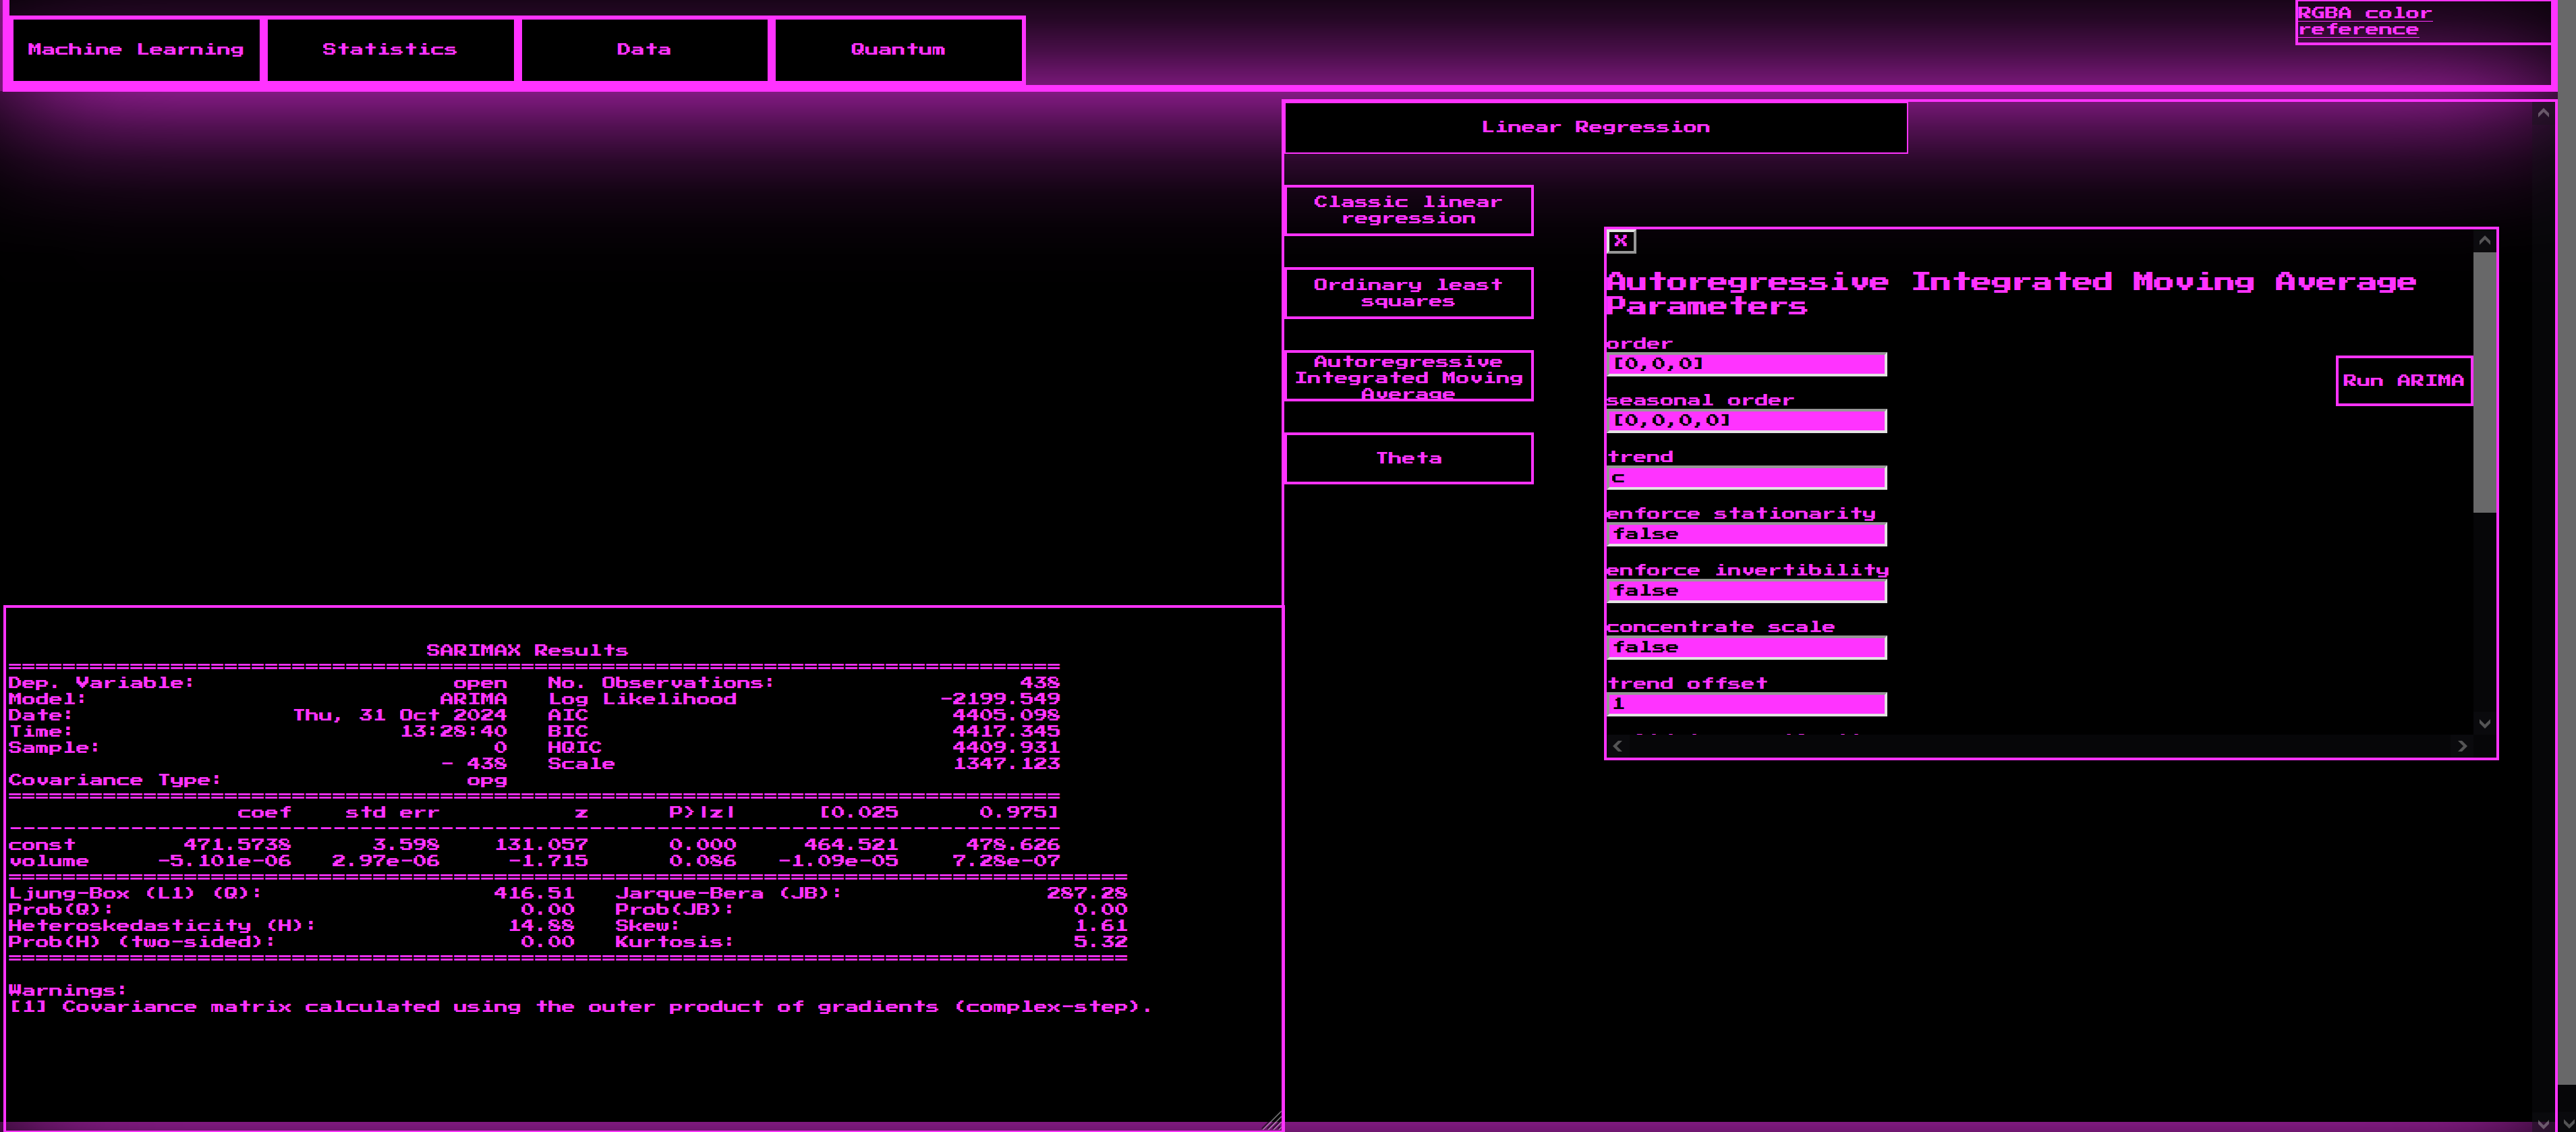 Machine Learning
Statistics
Data
Quantum
RGBA color
reference
Linear Regression
Classic linear
regression
Ordinary least
squares
Autoregressive
Integrated Moving
Average
Theta
X
Autoregressive Integrated Moving Average
Parameters
order
[0,0,0]
Run ARIMA
seasonal order
[0,0,0,0]
trend
c
enforce stationarity
false
enforce invertibility
false
concentrate scale
false
trend offset
1
SARIMAX Results
==============================================================================
Dep. Variable: open No. Observations: 438
Model: ARIMA Log Likelihood -2199.549
Date: Thu, 31 Oct 2024 AIC 4405.098
Time: 13:28:40 BIC 4417.345
Sample: 0 HQIC 4409.931
- 438 Scale 1347.123
Covariance Type: opg
==============================================================================
coef std err z P>|z| [0.025 0.975]
------------------------------------------------------------------------------
const 471.5738 3.598 131.057 0.000 464.521 478.626
volume -5.101e-06 2.97e-06 -1.715 0.086 -1.09e-05 7.28e-07
===================================================================================
Ljung-Box (L1) (Q): 416.51 Jarque-Bera (JB): 287.28
Prob(Q): 0.00 Prob(JB): 0.00
Heteroskedasticity (H): 14.88 Skew: 1.61
Prob(H) (two-sided): 0.00 Kurtosis: 5.32
===================================================================================
Warnings:
[1] Covariance matrix calculated using the outer product of gradients (complex-step).